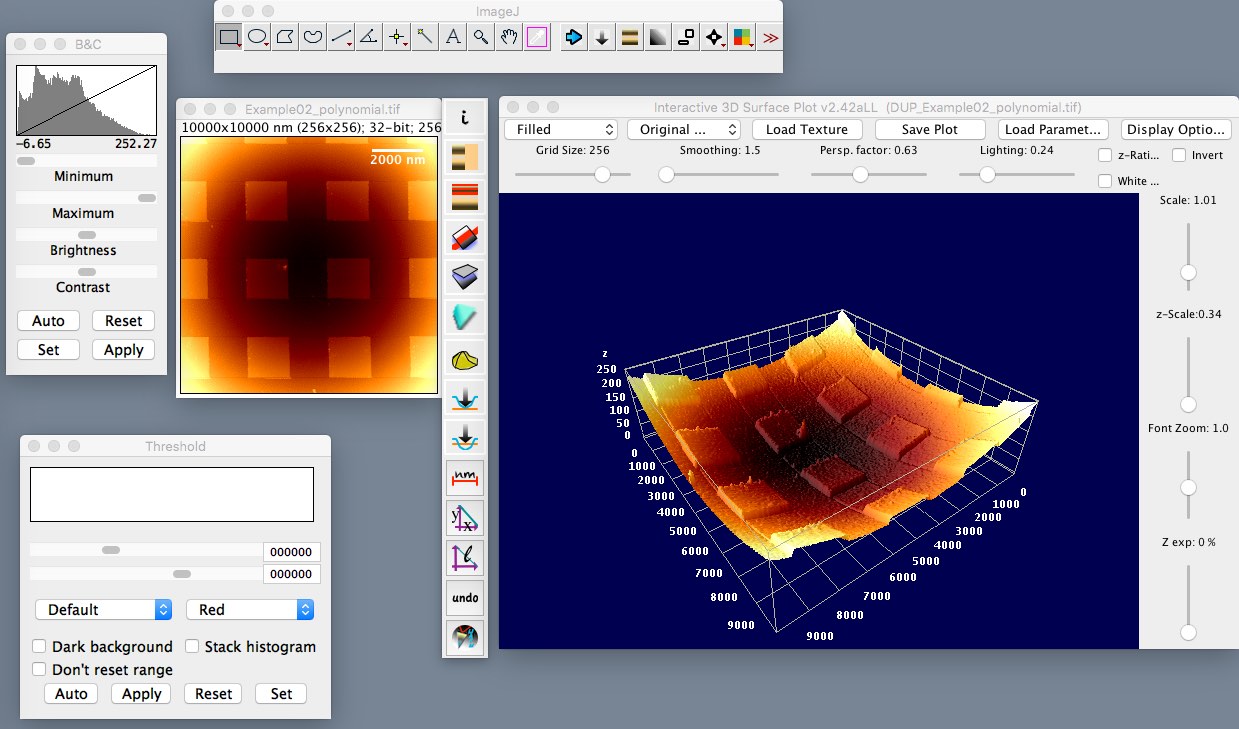 ImageJ
A
B&C
-6.65 252.27
Minimum
Maximum
Brightness
Contrast
Auto Reset
Set Apply
Example02_polynomial.tif
10000x10000 nm (256x256); 32-bit; 256
2000 nm
i
nm
y x
undo
Interactive 3D Surface Plot v2.42aLL (DUP_Example02_polynomial.tif)
Filled Original ... Load Texture Save Plot Load Paramet... Display Optio...
Grid Size: 256 Smoothing: 1.5 Persp. factor: 0.63 Lighting: 0.24
z-Rati... Invert
White ...
Scale: 1.01
z-Scale:0.34
Font Zoom: 1.0
Z exp: 0 %
z
250
200
150
100
50
0
0
1000
2000
3000
4000
5000
6000
7000
8000
9000
0
1000
2000
3000
4000
5000
6000
7000
8000
9000
Threshold
000000
000000
Default Red
Dark background Stack histogram
Don't reset range
Auto Apply Reset Set